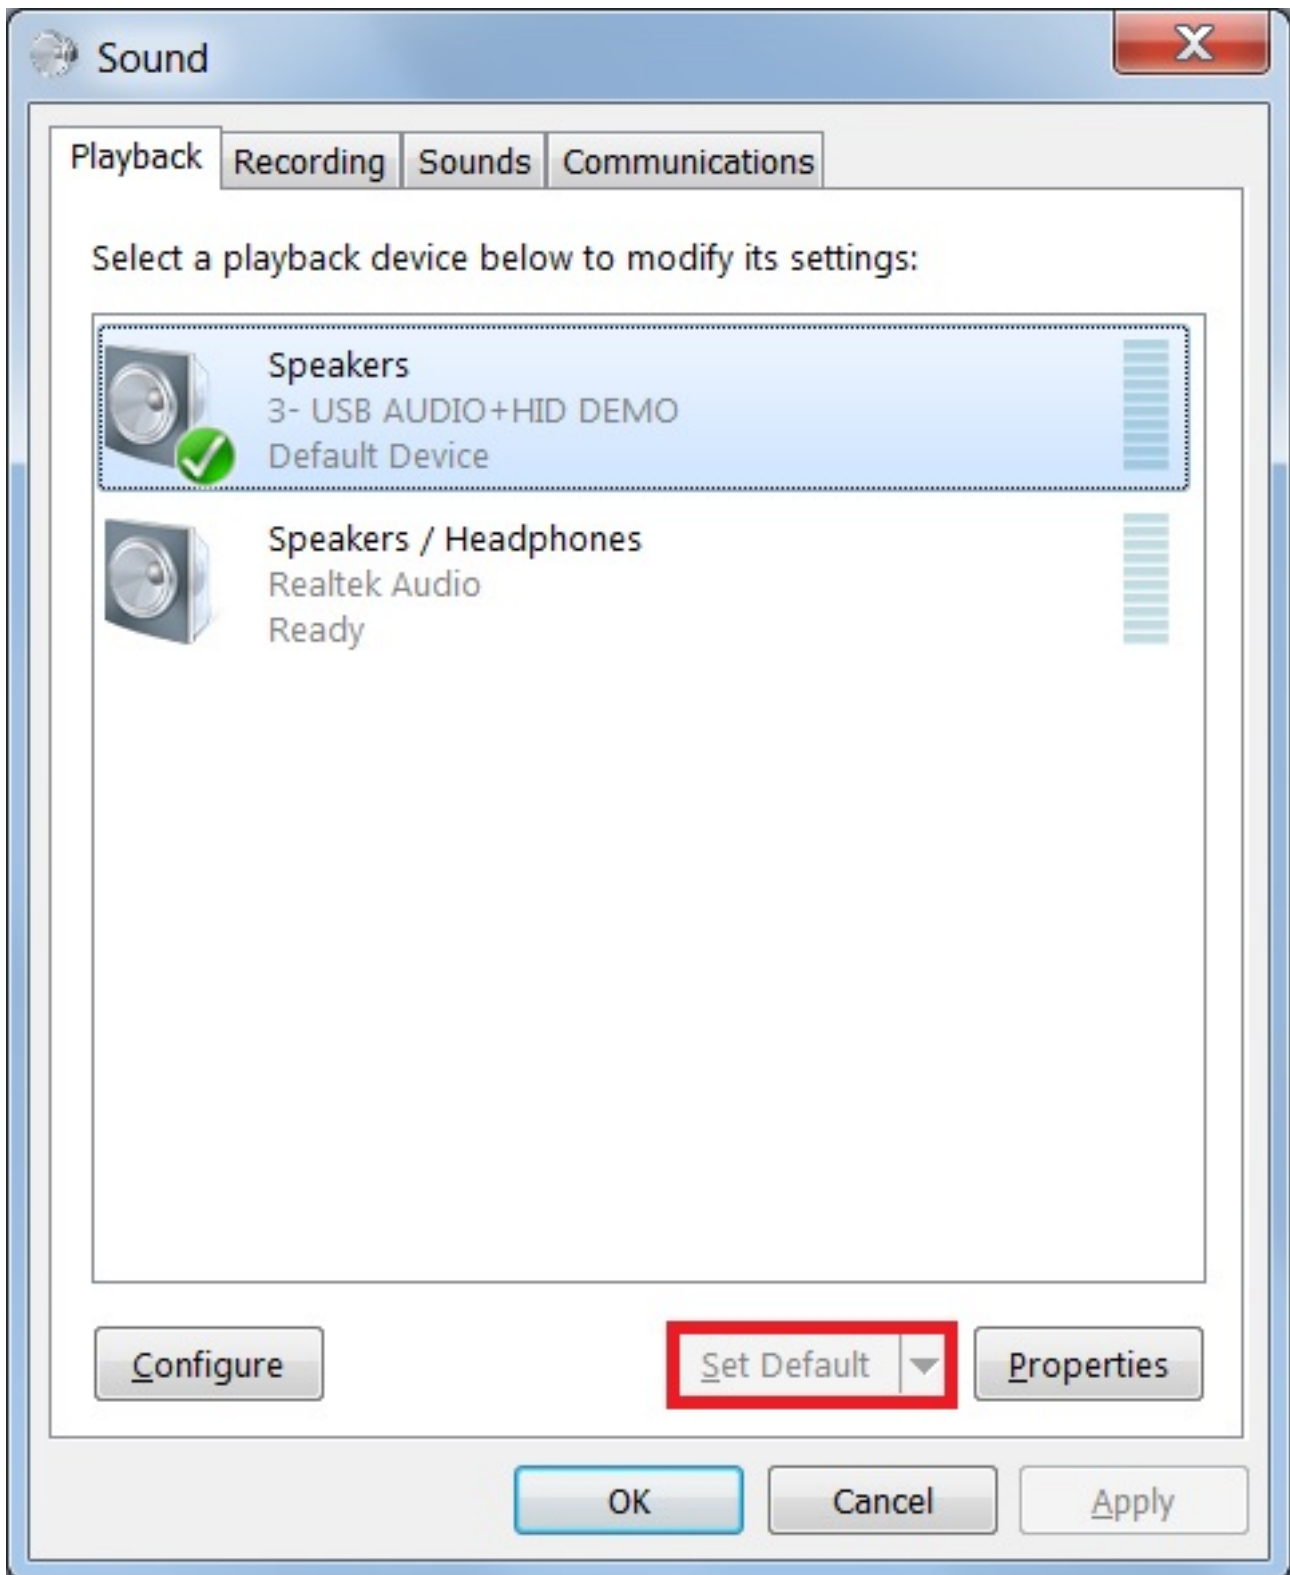 Sound
Playback Recording Sounds Communications
Select a playback device below to modify its settings:
Speakers
3- USB AUDIO+HID DEMO
Default Device
Speakers / Headphones
Realtek Audio
Ready
Configure Set Default Properties
OK Cancel Apply